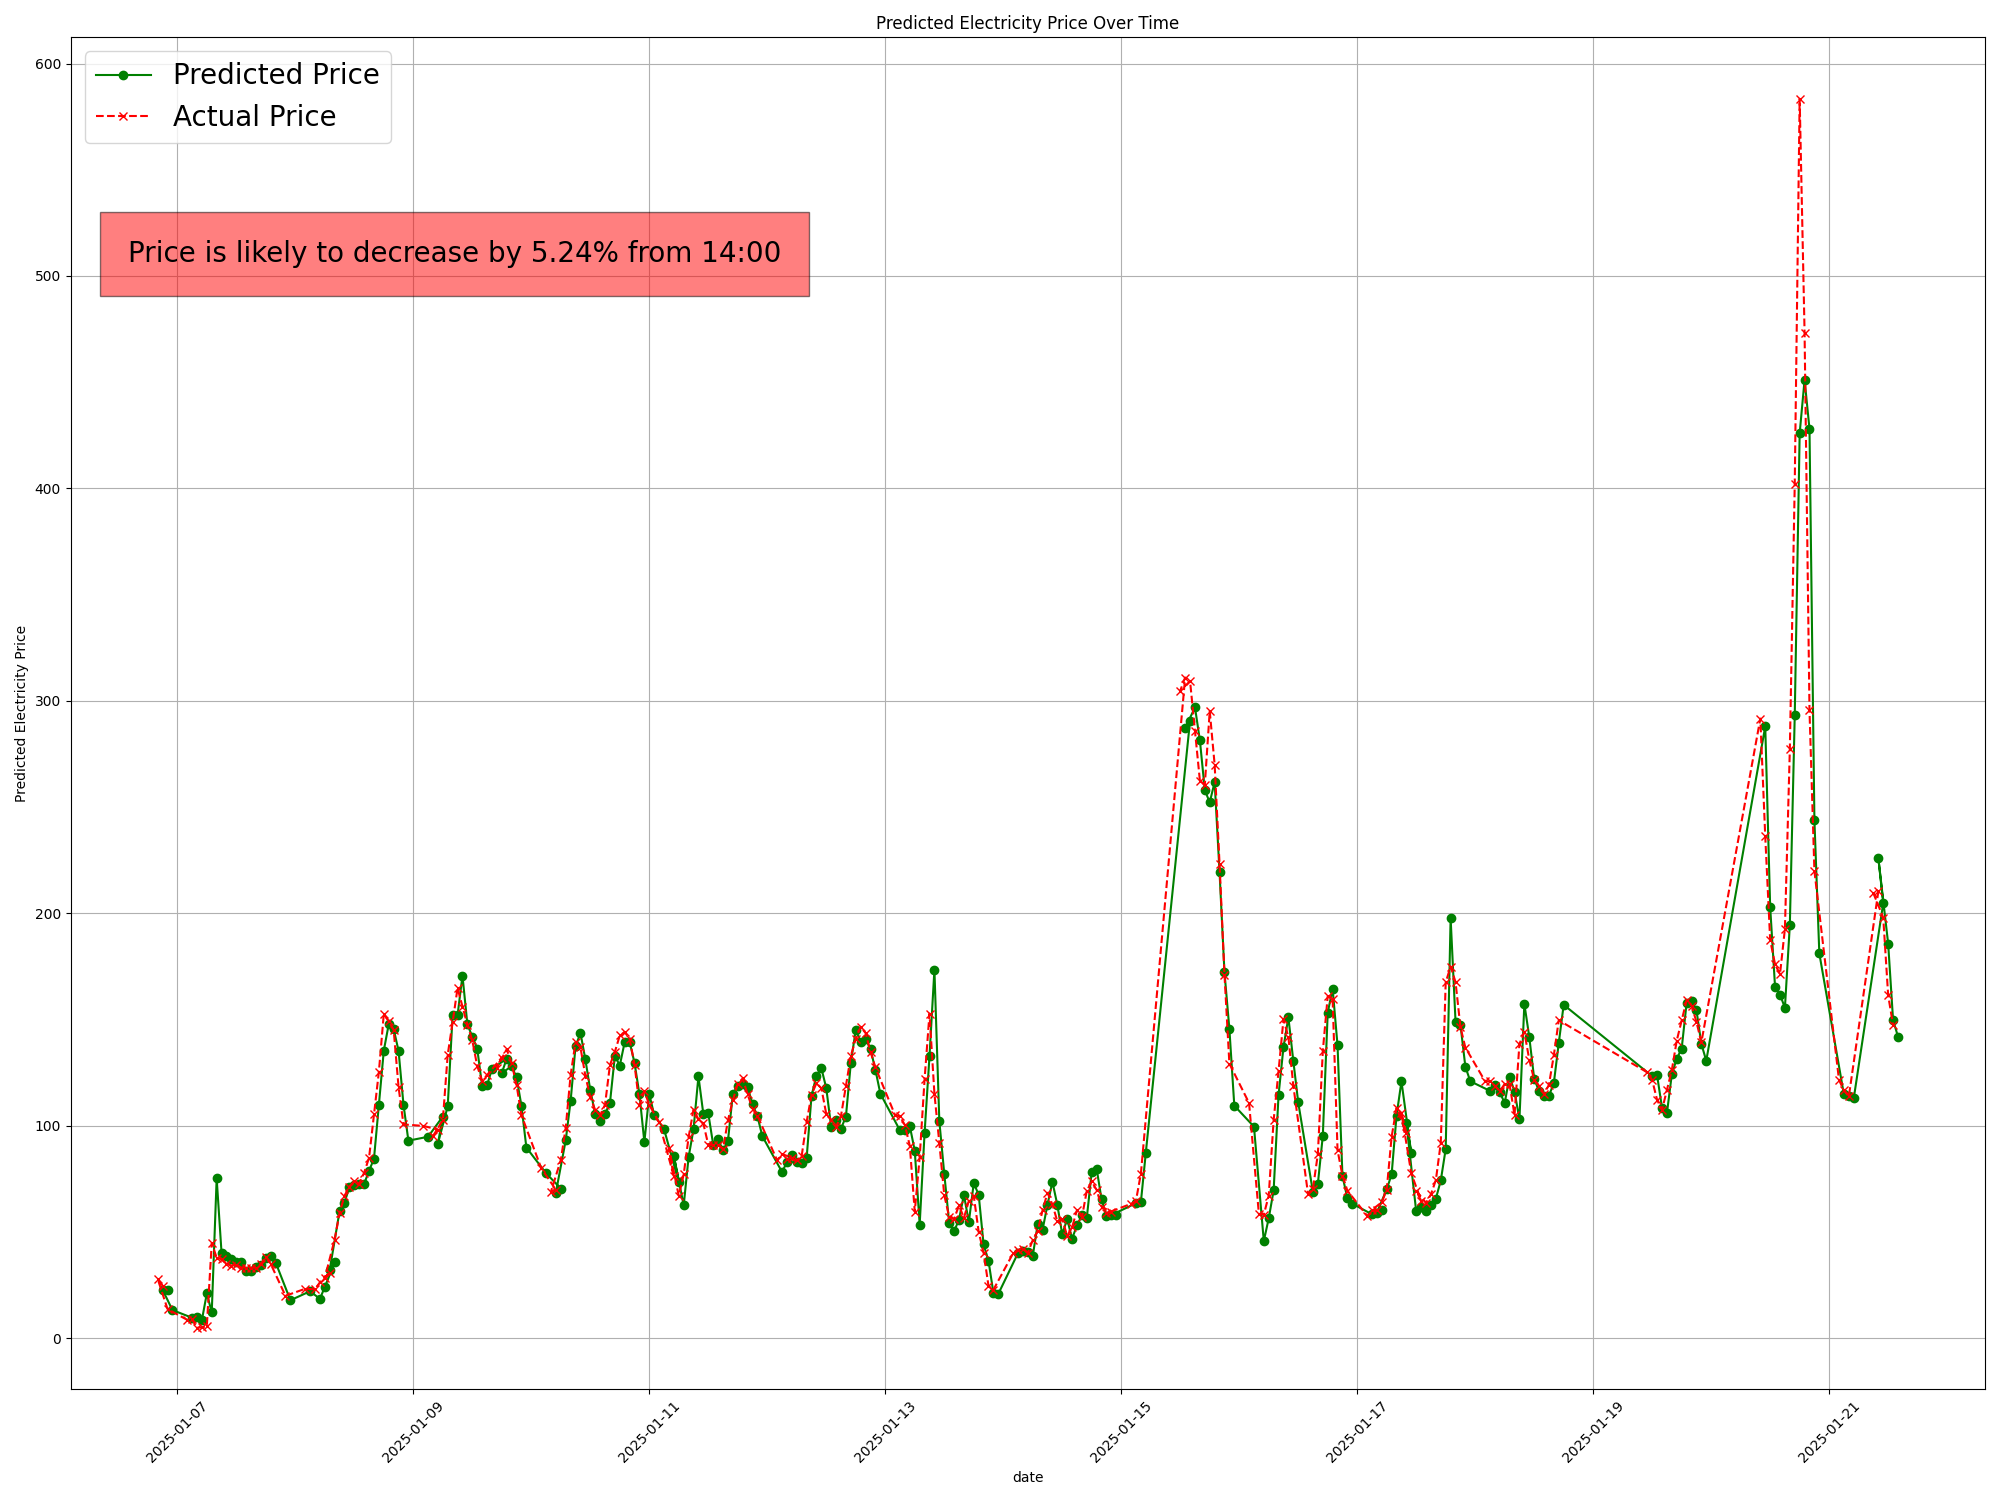 Predicted Electricity Price Over Time
Predicted Price
Actual Price
Price is likely to decrease by 5.24% from 14:00
Predicted Electricity Price
600
500
400
300
200
100
0
2025-01-07
2025-01-09
2025-01-11
2025-01-13
2025-01-15
2025-01-17
2025-01-19
2025-01-21
date